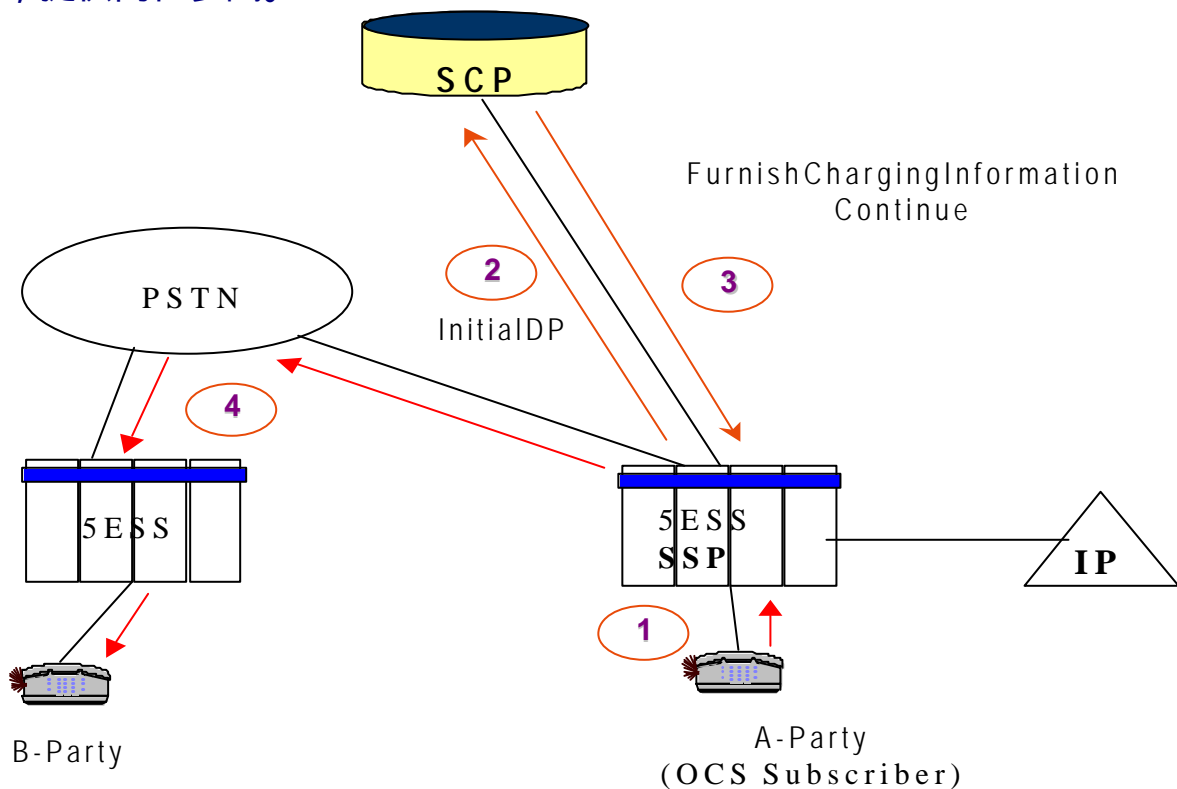 SCP
FurnishChargingInformation
Continue
2
3
InitialDP
PSTN
4
5ESS
5ESS
SSP
IP
1
B-Party
A-Party
(OCS Subscriber)